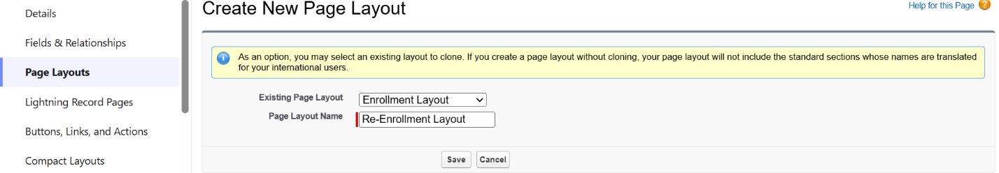 Details
Fields & Relationships
Page Layouts
Lightning Record Pages
Buttons, Links, and Actions
Compact Layouts
Create New Page Layout
Help for this Page
As an option, you may select an existing layout to clone. If you create a page layout without cloning, your page layout will not include the standard sections whose names are translated
for your international users.
Existing Page Layout Enrollment Layout
Page Layout Name Re-Enrollment Layout
Save Cancel